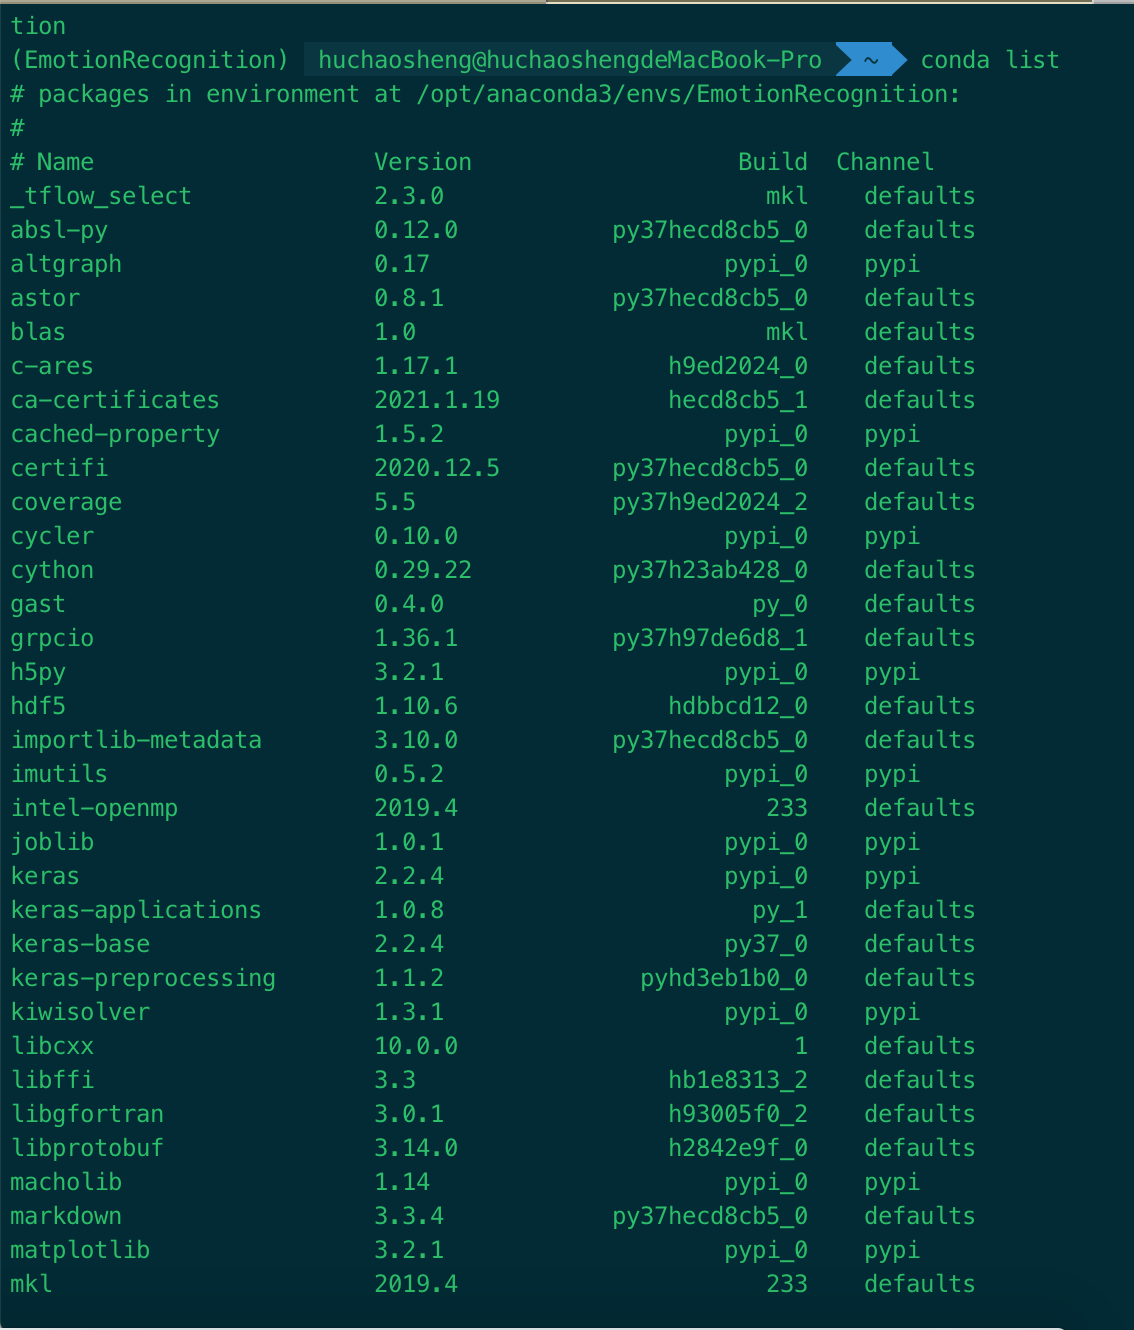 tion
(EmotionRecognition) huchaosheng@huchaoshengdeMacBook-Pro ~ conda list
# packages in environment at /opt/anaconda3/envs/EmotionRecognition:
#
# Name Version Build Channel
_tflow_select 2.3.0 mkl defaults
absl-py 0.12.0 py37hecd8cb5_0 defaults
altgraph 0.17 pypi_0 pypi
astor 0.8.1 py37hecd8cb5_0 defaults
blas 1.0 mkl defaults
c-ares 1.17.1 h9ed2024_0 defaults
ca-certificates 2021.1.19 hecd8cb5_1 defaults
cached-property 1.5.2 pypi_0 pypi
certifi 2020.12.5 py37hecd8cb5_0 defaults
coverage 5.5 py37h9ed2024_2 defaults
cycler 0.10.0 pypi_0 pypi
cython 0.29.22 py37h23ab428_0 defaults
gast 0.4.0 py_0 defaults
grpcio 1.36.1 py37h97de6d8_1 defaults
h5py 3.2.1 pypi_0 pypi
hdf5 1.10.6 hdbbcd12_0 defaults
importlib-metadata 3.10.0 py37hecd8cb5_0 defaults
imutils 0.5.2 pypi_0 pypi
intel-openmp 2019.4 233 defaults
joblib 1.0.1 pypi_0 pypi
keras 2.2.4 pypi_0 pypi
keras-applications 1.0.8 py_1 defaults
keras-base 2.2.4 py37_0 defaults
keras-preprocessing 1.1.2 pyhd3eb1b0_0 defaults
kiwisolver 1.3.1 pypi_0 pypi
libcxx 10.0.0 1 defaults
libffi 3.3 hb1e8313_2 defaults
libgfortran 3.0.1 h93005f0_2 defaults
libprotobuf 3.14.0 h2842e9f_0 defaults
macholib 1.14 pypi_0 pypi
markdown 3.3.4 py37hecd8cb5_0 defaults
matplotlib 3.2.1 pypi_0 pypi
mkl 2019.4 233 defaults